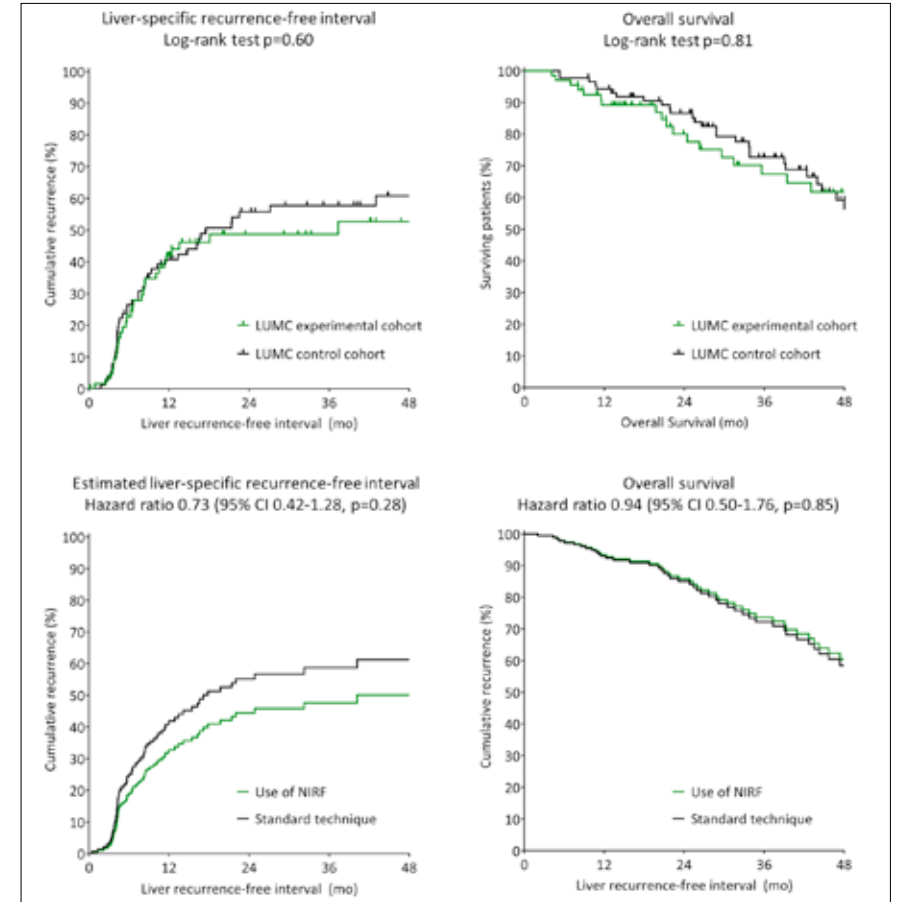 Liver-specific recurrence-free interval
Log-rank test p=0.60
Cumulative recurrence (%)
100
90
80
70
60
50
40
30
20
10
0
LUMC experimental cohort
LUMC control cohort
0 12 24 36 48
Liver recurrence-free interval (mo)
Overall survival
Log-rank test p=0.81
Surviving patients (%)
100
90
80
70
60
50
40
30
20
10
0
LUMC experimental cohort
LUMC control cohort
0 12 24 36 48
Overall Survival (mo)
Estimated liver-specific recurrence-free interval
Hazard ratio 0.73 (95% CI 0.42-1.28, p=0.28)
Cumulative recurrence (%)
100
90
80
70
60
50
40
30
20
10
0
Use of NIRF
Standard technique
0 12 24 36 48
Liver recurrence-free interval (mo)
Overall survival
Hazard ratio 0.94 (95% CI 0.50-1.76, p=0.85)
Cumulative recurrence (%)
100
90
80
70
60
50
40
30
20
10
0
Use of NIRF
Standard technique
0 12 24 36 48
Liver recurrence-free interval (mo)